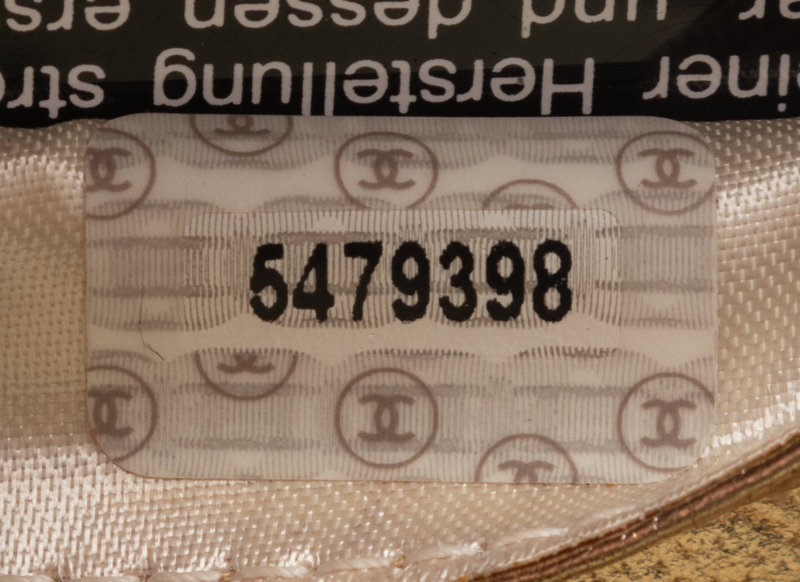 5479398
Herstellung
und dessen